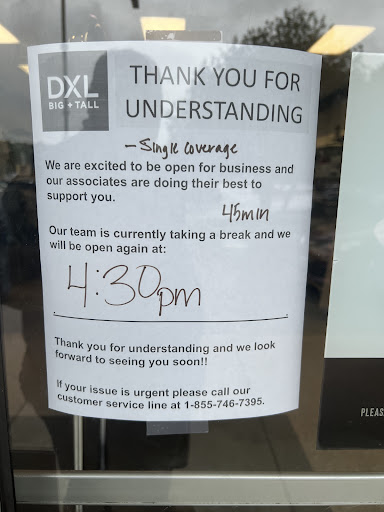 DXL
BIG + TALL
THANK YOU FOR
UNDERSTANDING
- Single coverage
We are excited to be open for business and
our associates are doing their best to
support you.
45min
Our team is currently taking a break and we
will be open again at:
4:30pm
Thank you for understanding and we look
forward to seeing you soon!!
If your issue is urgent please call our
customer service line at 1-855-746-7395.